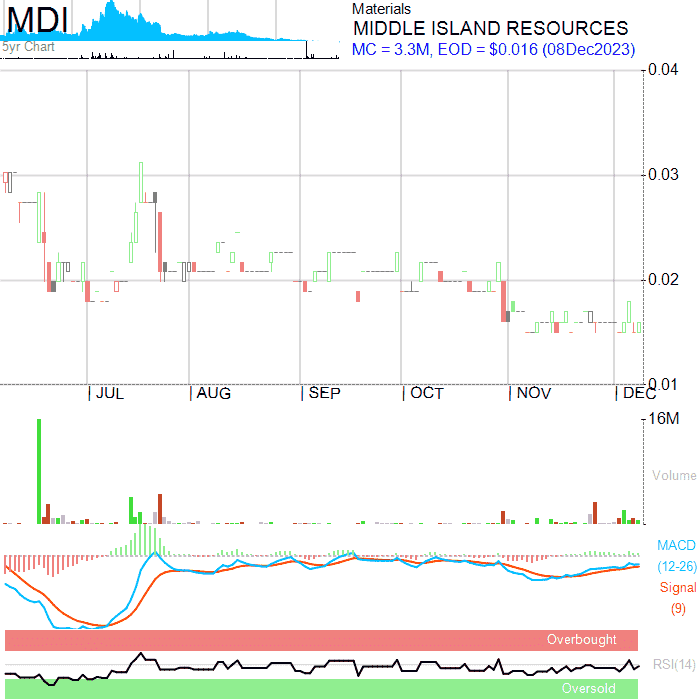 MDI
5yr Chart
Materials
MIDDLE ISLAND RESOURCES
MC = 3.3M, EOD = $0.016 (08Dec2023)
0.04
0.03
0.02
0.01
JUL AUG SEP OCT NOV DEC
16M
Volume
MACD
(12-26)
Signal
(9)
Overbought
RSI(14)
Oversold